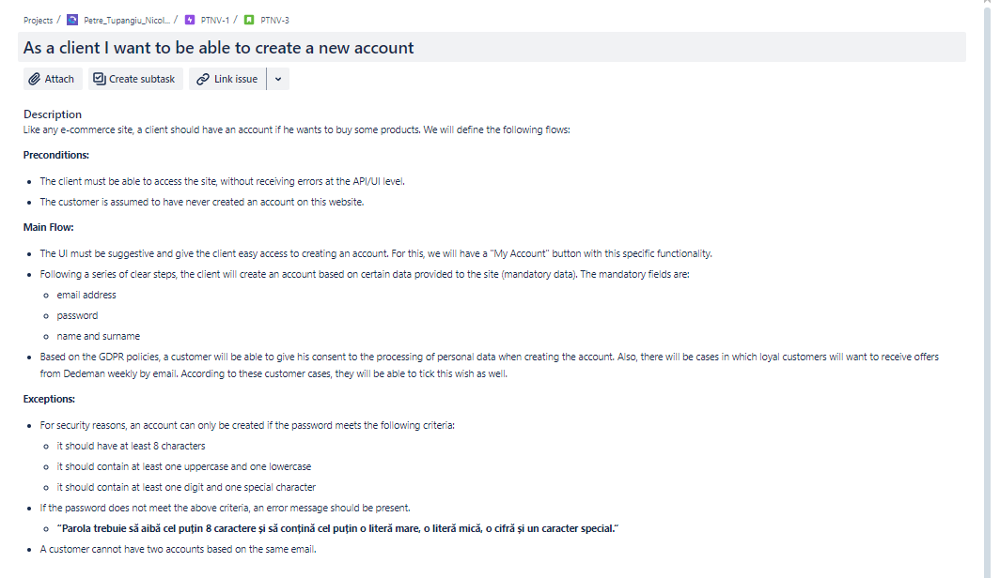 Projects / Petre_Tupangiu_Nicol... / PTNV-1 / PTNV-3
As a client I want to be able to create a new account
Attach Create subtask Link issue
Description
Like any e-commerce site, a client should have an account if he wants to buy some products. We will define the following flows:
Preconditions:
• The client must be able to access the site, without receiving errors at the API/UI level.
• The customer is assumed to have never created an account on this website.
Main Flow:
• The UI must be suggestive and give the client easy access to creating an account. For this, we will have a "My Account" button with this specific functionality.
• Following a series of clear steps, the client will create an account based on certain data provided to the site (mandatory data). The mandatory fields are:
◦ email address
◦ password
◦ name and surname
• Based on the GDPR policies, a customer will be able to give his consent to the processing of personal data when creating the account. Also, there will be cases in which loyal customers will want to receive offers
from Dedeman weekly by email. According to these customer cases, they will be able to tick this wish as well.
Exceptions:
• For security reasons, an account can only be created if the password meets the following criteria:
◦ it should have at least 8 characters
◦ it should contain at least one uppercase and one lowercase
◦ it should contain at least one digit and one special character
• If the password does not meet the above criteria, an error message should be present.
◦ "Parola trebuie să aibă cel puțin 8 caractere și să conțină cel puțin o literă mare, o literă mică, o cifră și un caracter special."
• A customer cannot have two accounts based on the same email.